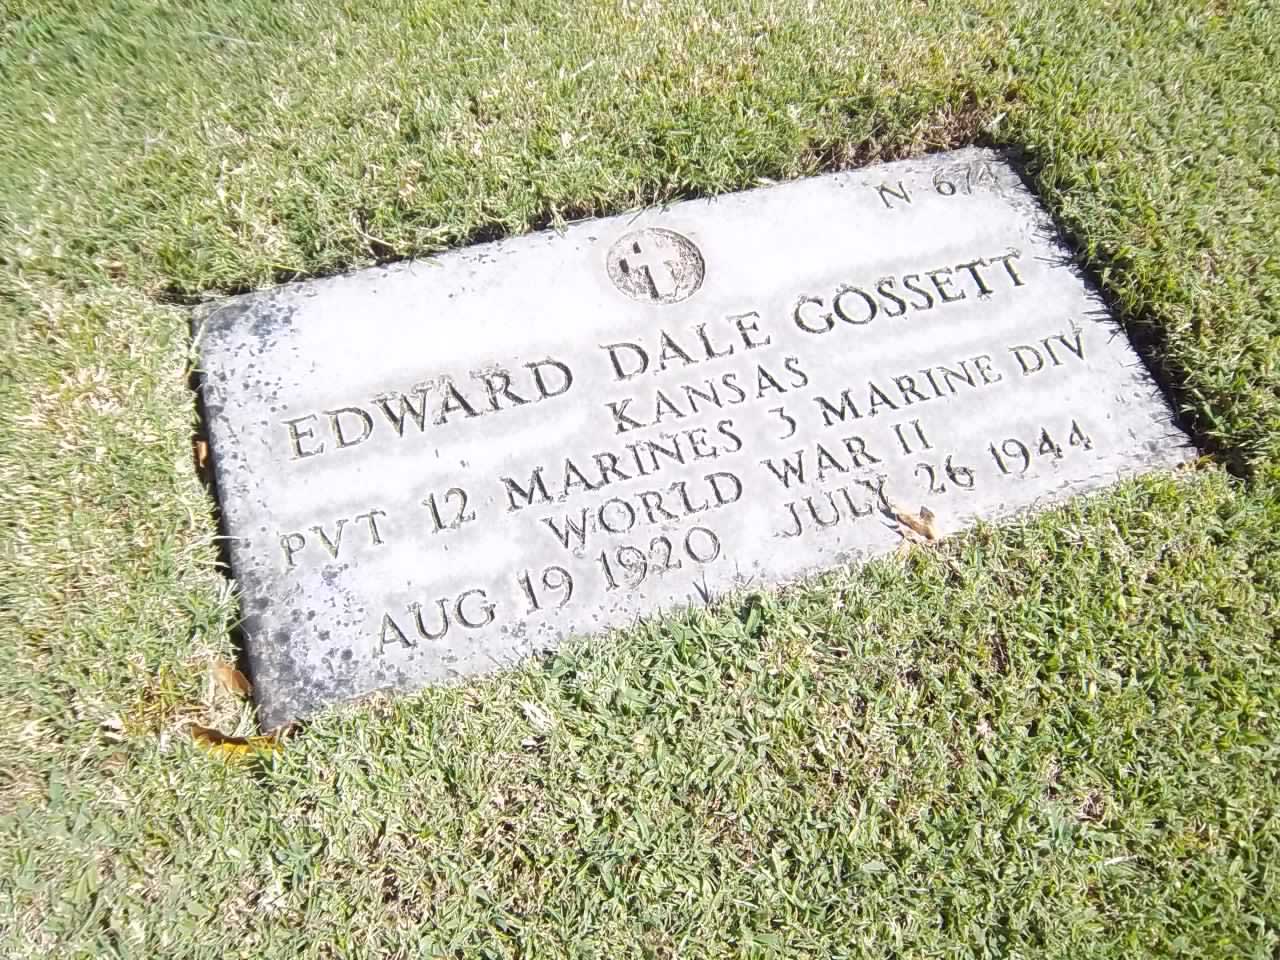 N 674
EDWARD DALE GOSSETT
KANSAS
PVT 12 MARINES 3 MARINE DIV
WORLD WAR II
AUG 19 1920 JULY 26 1944